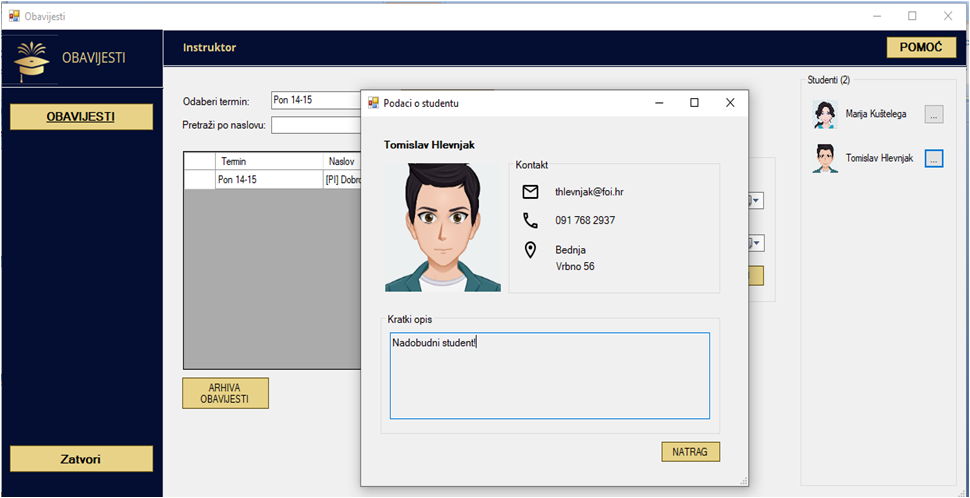 Obavijesti
OBAVIJESTI
Instruktor
POMOĆ
OBAVIJESTI
Zatvori
Odaberi termin:
Pon 14-15
Pretraži po naslovu:
Termin
Naslov
Pon 14-15
[PI] Dobro
ARHIVA
OBAVIJESTI
Podaci o studentu
Tomislav Hlevnjak
Kontakt
thlevnjak@foi.hr
091 768 2937
Bednja
Vrbno 56
Kratki opis
Nadobudni student!
NATRAG
Studenti (2)
Marija Kuštelega
...
Tomislav Hlevnjak
...